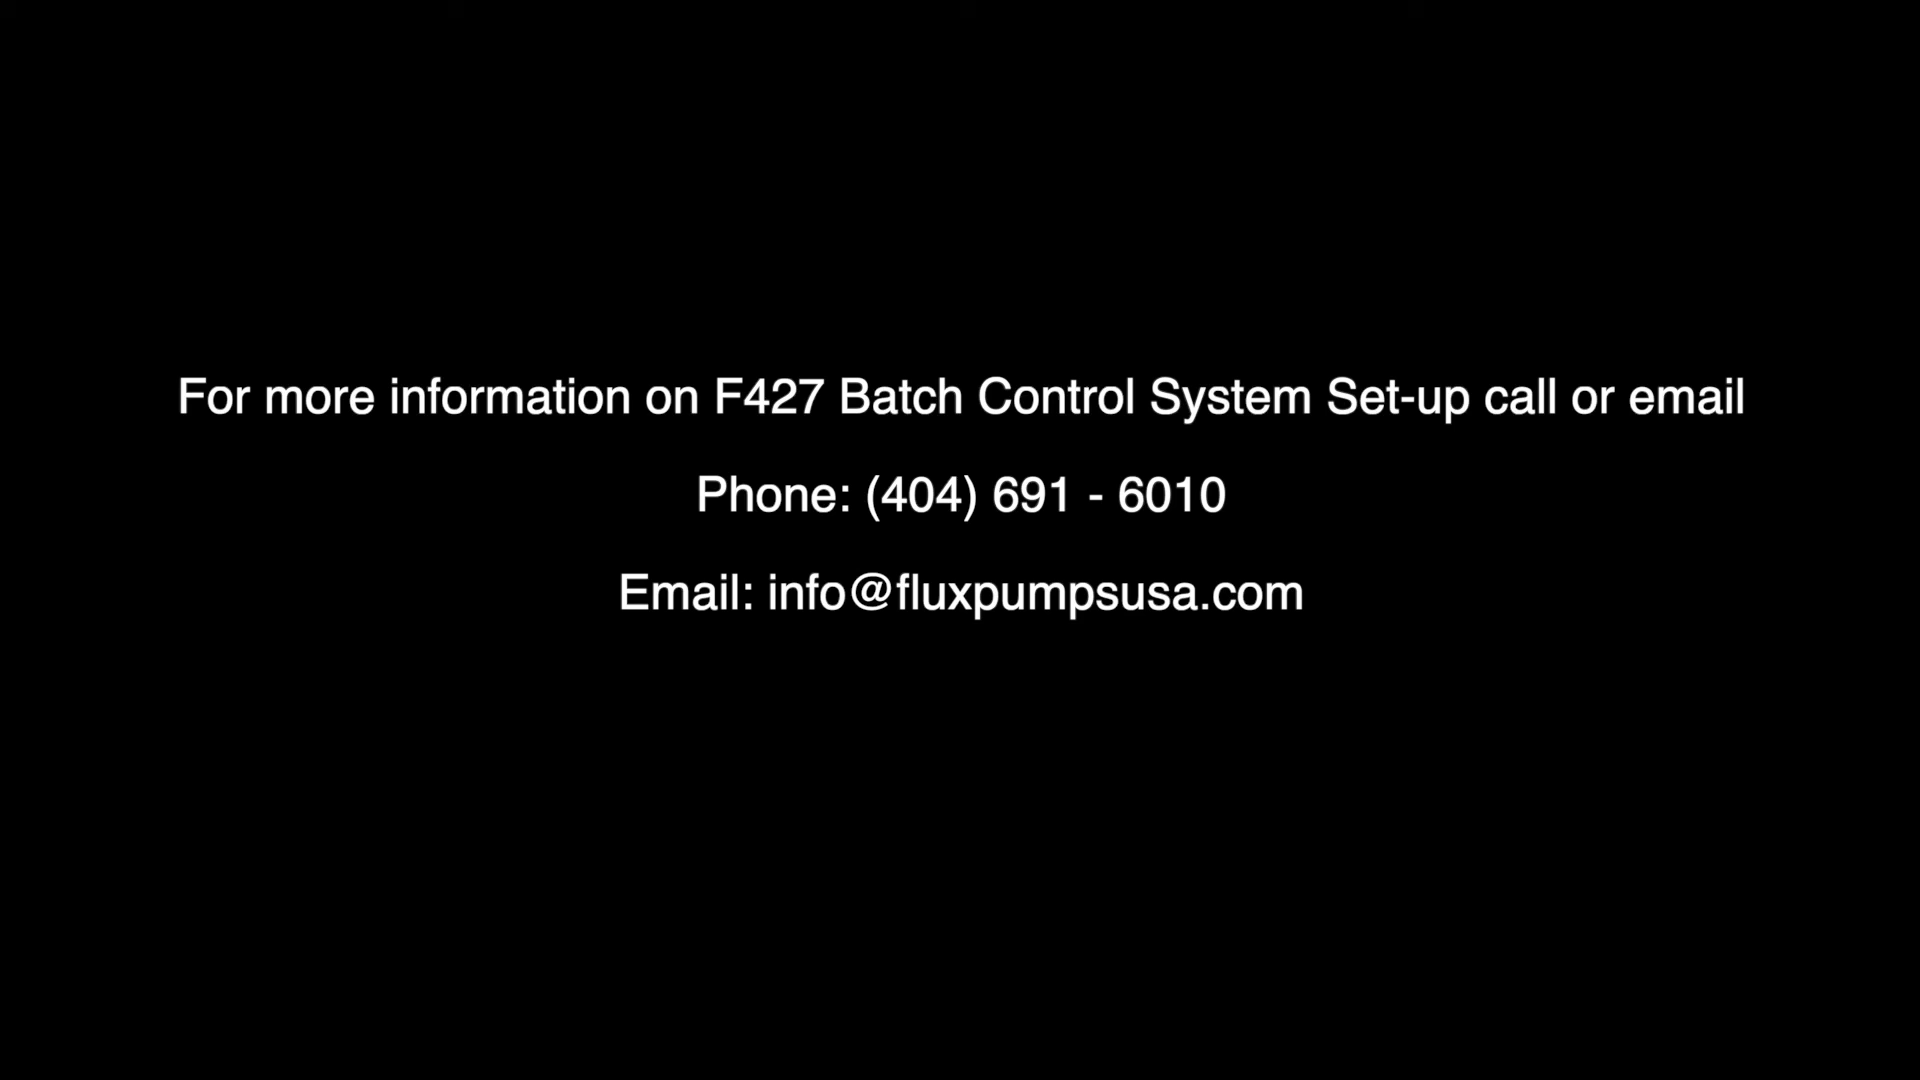 For more information on F427 Batch Control System Set-up call or email
Phone: (404) 691 - 6010
Email: info@fluxpumpsusa.com